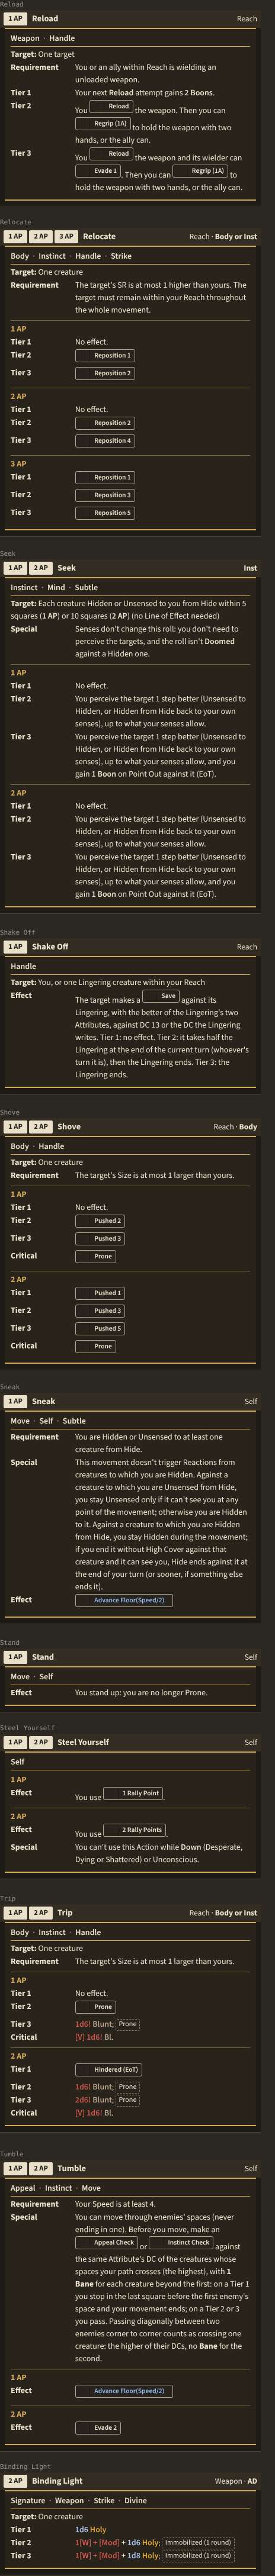 Reload
1 AP Reload Reach
Weapon · Handle
Target: One target
Requirement You or an ally within Reach is wielding an
unloaded weapon.
Tier 1 Your next Reload attempt gains 2 Boons.
Tier 2 You Reload the weapon. Then you can
Regrip (1A) to hold the weapon with two
hands, or the ally can.
Tier 3 You Reload the weapon and its wielder can
Evade 1. Then you can Regrip (1A) to
hold the weapon with two hands, or the ally can.
Relocate
1 AP 2 AP 3 AP Relocate Reach · Body or Inst
Body · Instinct · Handle · Strike
Target: One creature
Requirement The target's SR is at most 1 higher than yours. The
target must remain within your Reach throughout
the whole movement.
1 AP
Tier 1 No effect.
Tier 2 Reposition 1
Tier 3 Reposition 2
2 AP
Tier 1 No effect.
Tier 2 Reposition 2
Tier 3 Reposition 4
3 AP
Tier 1 Reposition 1
Tier 2 Reposition 3
Tier 3 Reposition 5
Seek
1 AP 2 AP Seek Inst
Instinct · Mind · Subtle
Target: Each creature Hidden or Unsensed to you from Hide within 5
squares (1 AP) or 10 squares (2 AP) (no Line of Effect needed)
Special Senses don't change this roll: you don't need to
perceive the targets, and the roll isn't Doomed
against a Hidden one.
1 AP
Tier 1 No effect.
Tier 2 You perceive the target 1 step better (Unsensed to
Hidden, or Hidden from Hide back to your own
senses), up to what your senses allow.
Tier 3 You perceive the target 1 step better (Unsensed to
Hidden, or Hidden from Hide back to your own
senses), up to what your senses allow, and you
gain 1 Boon on Point Out against it (EoT).
2 AP
Tier 1 No effect.
Tier 2 You perceive the target 1 step better (Unsensed to
Hidden, or Hidden from Hide back to your own
senses), up to what your senses allow.
Tier 3 You perceive the target 1 step better (Unsensed to
Hidden, or Hidden from Hide back to your own
senses), up to what your senses allow, and you
gain 1 Boon on Point Out against it (EoT).
Shake Off
1 AP Shake Off Reach
Handle
Target: You, or one Lingering creature within your Reach
Effect The target makes a Save against its
Lingering, with the better of the Lingering's two
Attributes, against DC 13 or the DC the Lingering
writes. Tier 1: no effect. Tier 2: it takes half the
Lingering at the end of the current turn (whoever's
turn it is), then the Lingering ends. Tier 3: the
Lingering ends.
Shove
1 AP 2 AP Shove Reach · Body
Body · Handle
Target: One creature
Requirement The target's Size is at most 1 larger than yours.
1 AP
Tier 1 No effect.
Tier 2 Pushed 2
Tier 3 Pushed 3
Critical Prone
2 AP
Tier 1 Pushed 1
Tier 2 Pushed 3
Tier 3 Pushed 5
Critical Prone
Sneak
1 AP Sneak Self
Move · Self · Subtle
Requirement You are Hidden or Unsensed to at least one
creature from Hide.
Special This movement doesn't trigger Reactions from
creatures to which you are Hidden. Against a
creature to which you are Unsensed from Hide,
you stay Unsensed only if it can't see you at any
point of the movement; otherwise you are Hidden
to it. Against a creature to which you are Hidden
from Hide, you stay Hidden during the movement;
if you end it without High Cover against that
creature and it can see you, Hide ends against it at
the end of your turn (or sooner, if something else
ends it).
Effect Advance Floor(Speed/2)
Stand
1 AP Stand Self
Move · Self
Effect You stand up: you are no longer Prone.
Steel Yourself
1 AP 2 AP Steel Yourself Self
Self
1 AP
Effect You use 1 Rally Point.
2 AP
Effect You use 2 Rally Points.
Special You can't use this Action while Down (Desperate,
Dying or Shattered) or Unconscious.
Trip
1 AP 2 AP Trip Reach · Body or Inst
Body · Instinct · Handle
Target: One creature
Requirement The target's Size is at most 1 larger than yours.
1 AP
Tier 1 No effect.
Tier 2 Prone
Tier 3 1d6! Blunt; Prone
Critical [V] 1d6! Bl.
2 AP
Tier 1 Hindered (EoT)
Tier 2 1d6! Blunt; Prone
Tier 3 2d6! Blunt; Prone
Critical [V] 1d6! Bl.
Tumble
1 AP 2 AP Tumble Self
Appeal · Instinct · Move
Requirement Your Speed is at least 4.
Special You can move through enemies' spaces (never
ending in one). Before you move, make an
Appeal Check or Instinct Check against
the same Attribute's DC of the creatures whose
spaces your path crosses (the highest), with 1
Bane for each creature beyond the first: on a Tier 1
you stop in the last square before the first enemy's
space and your movement ends; on a Tier 2 or 3
you pass. Passing diagonally between two
enemies corner to corner counts as crossing one
creature: the higher of their DCs, no Bane for the
second.
1 AP
Effect Advance Floor(Speed/2)
2 AP
Effect Evade 2
Binding Light
2 AP Binding Light Weapon · AD
Signature · Weapon · Strike · Divine
Target: One creature
Tier 1 1d6 Holy
Tier 2 1[W] + [Mod] + 1d6 Holy; Immobilized (1 round)
Tier 3 1[W] + [Mod] + 1d8 Holy; Immobilized (1 round)